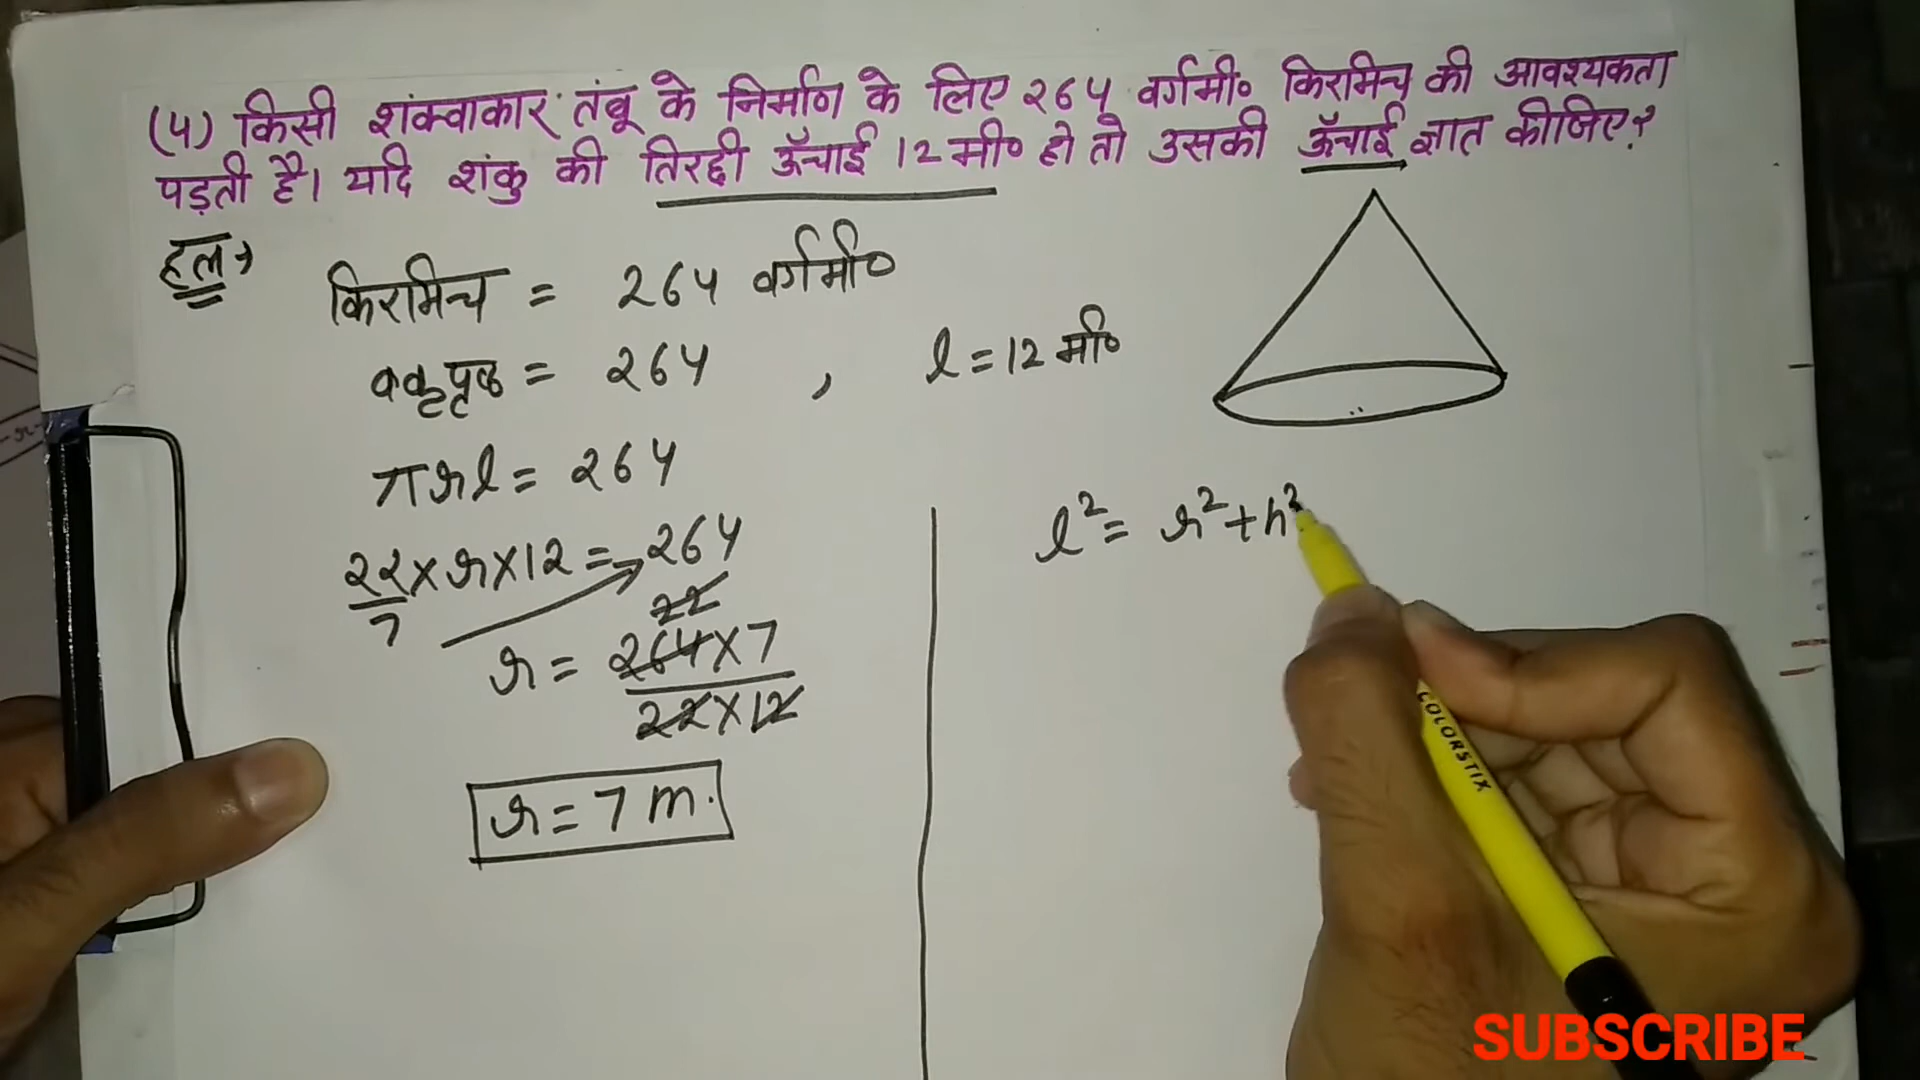 (4) किसी शंक्वाकार तंबू के निर्माण के लिए 264 वर्गमी० किरमिच की आवश्यकता
पड़ती है। यदि शंकु की तिरछी ऊँचाई 12 मी० हो तो उसकी ऊँचाई ज्ञात कीजिए?
हल→
किरमिच = 264 वर्गमी०
वक्रपृष्ठ = 264 , l = 12 मी०
πrl = 264
22/7 × r × 12 = 264
22
r = 264×7
22×12
r = 7 m.
l² = r² + h²
COLORSTIX
SUBSCRIBE